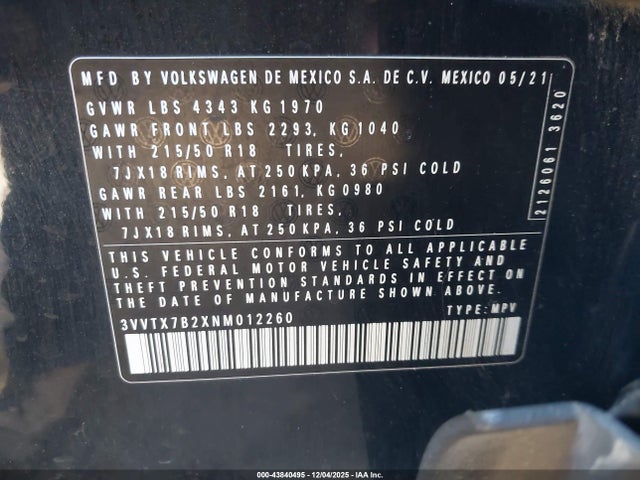 MFD BY VOLKSWAGEN DE MEXICO S.A. DE C.V. MEXICO 05/21
GVWR LBS 4343 KG 1970
GAWR FRONT LBS 2293, KG 1040
WITH 215/50 R18 TIRES,
7JX18 RIMS, AT 250 KPA, 36 PSI COLD
GAWR REAR LBS 2161, KG 0980
WITH 215/50 R18 TIRES,
7JX18 RIMS, AT 250 KPA, 36 PSI COLD
2126061 3620
THIS VEHICLE CONFORMS TO ALL APPLICABLE
U.S. FEDERAL MOTOR VEHICLE SAFETY AND
THEFT PREVENTION STANDARDS IN EFFECT ON
THE DATE OF MANUFACTURE SHOWN ABOVE.
3VVTX7B2XNM012260 TYPE: MPV
000-43840495 - 12/04/2025 - IAA Inc.